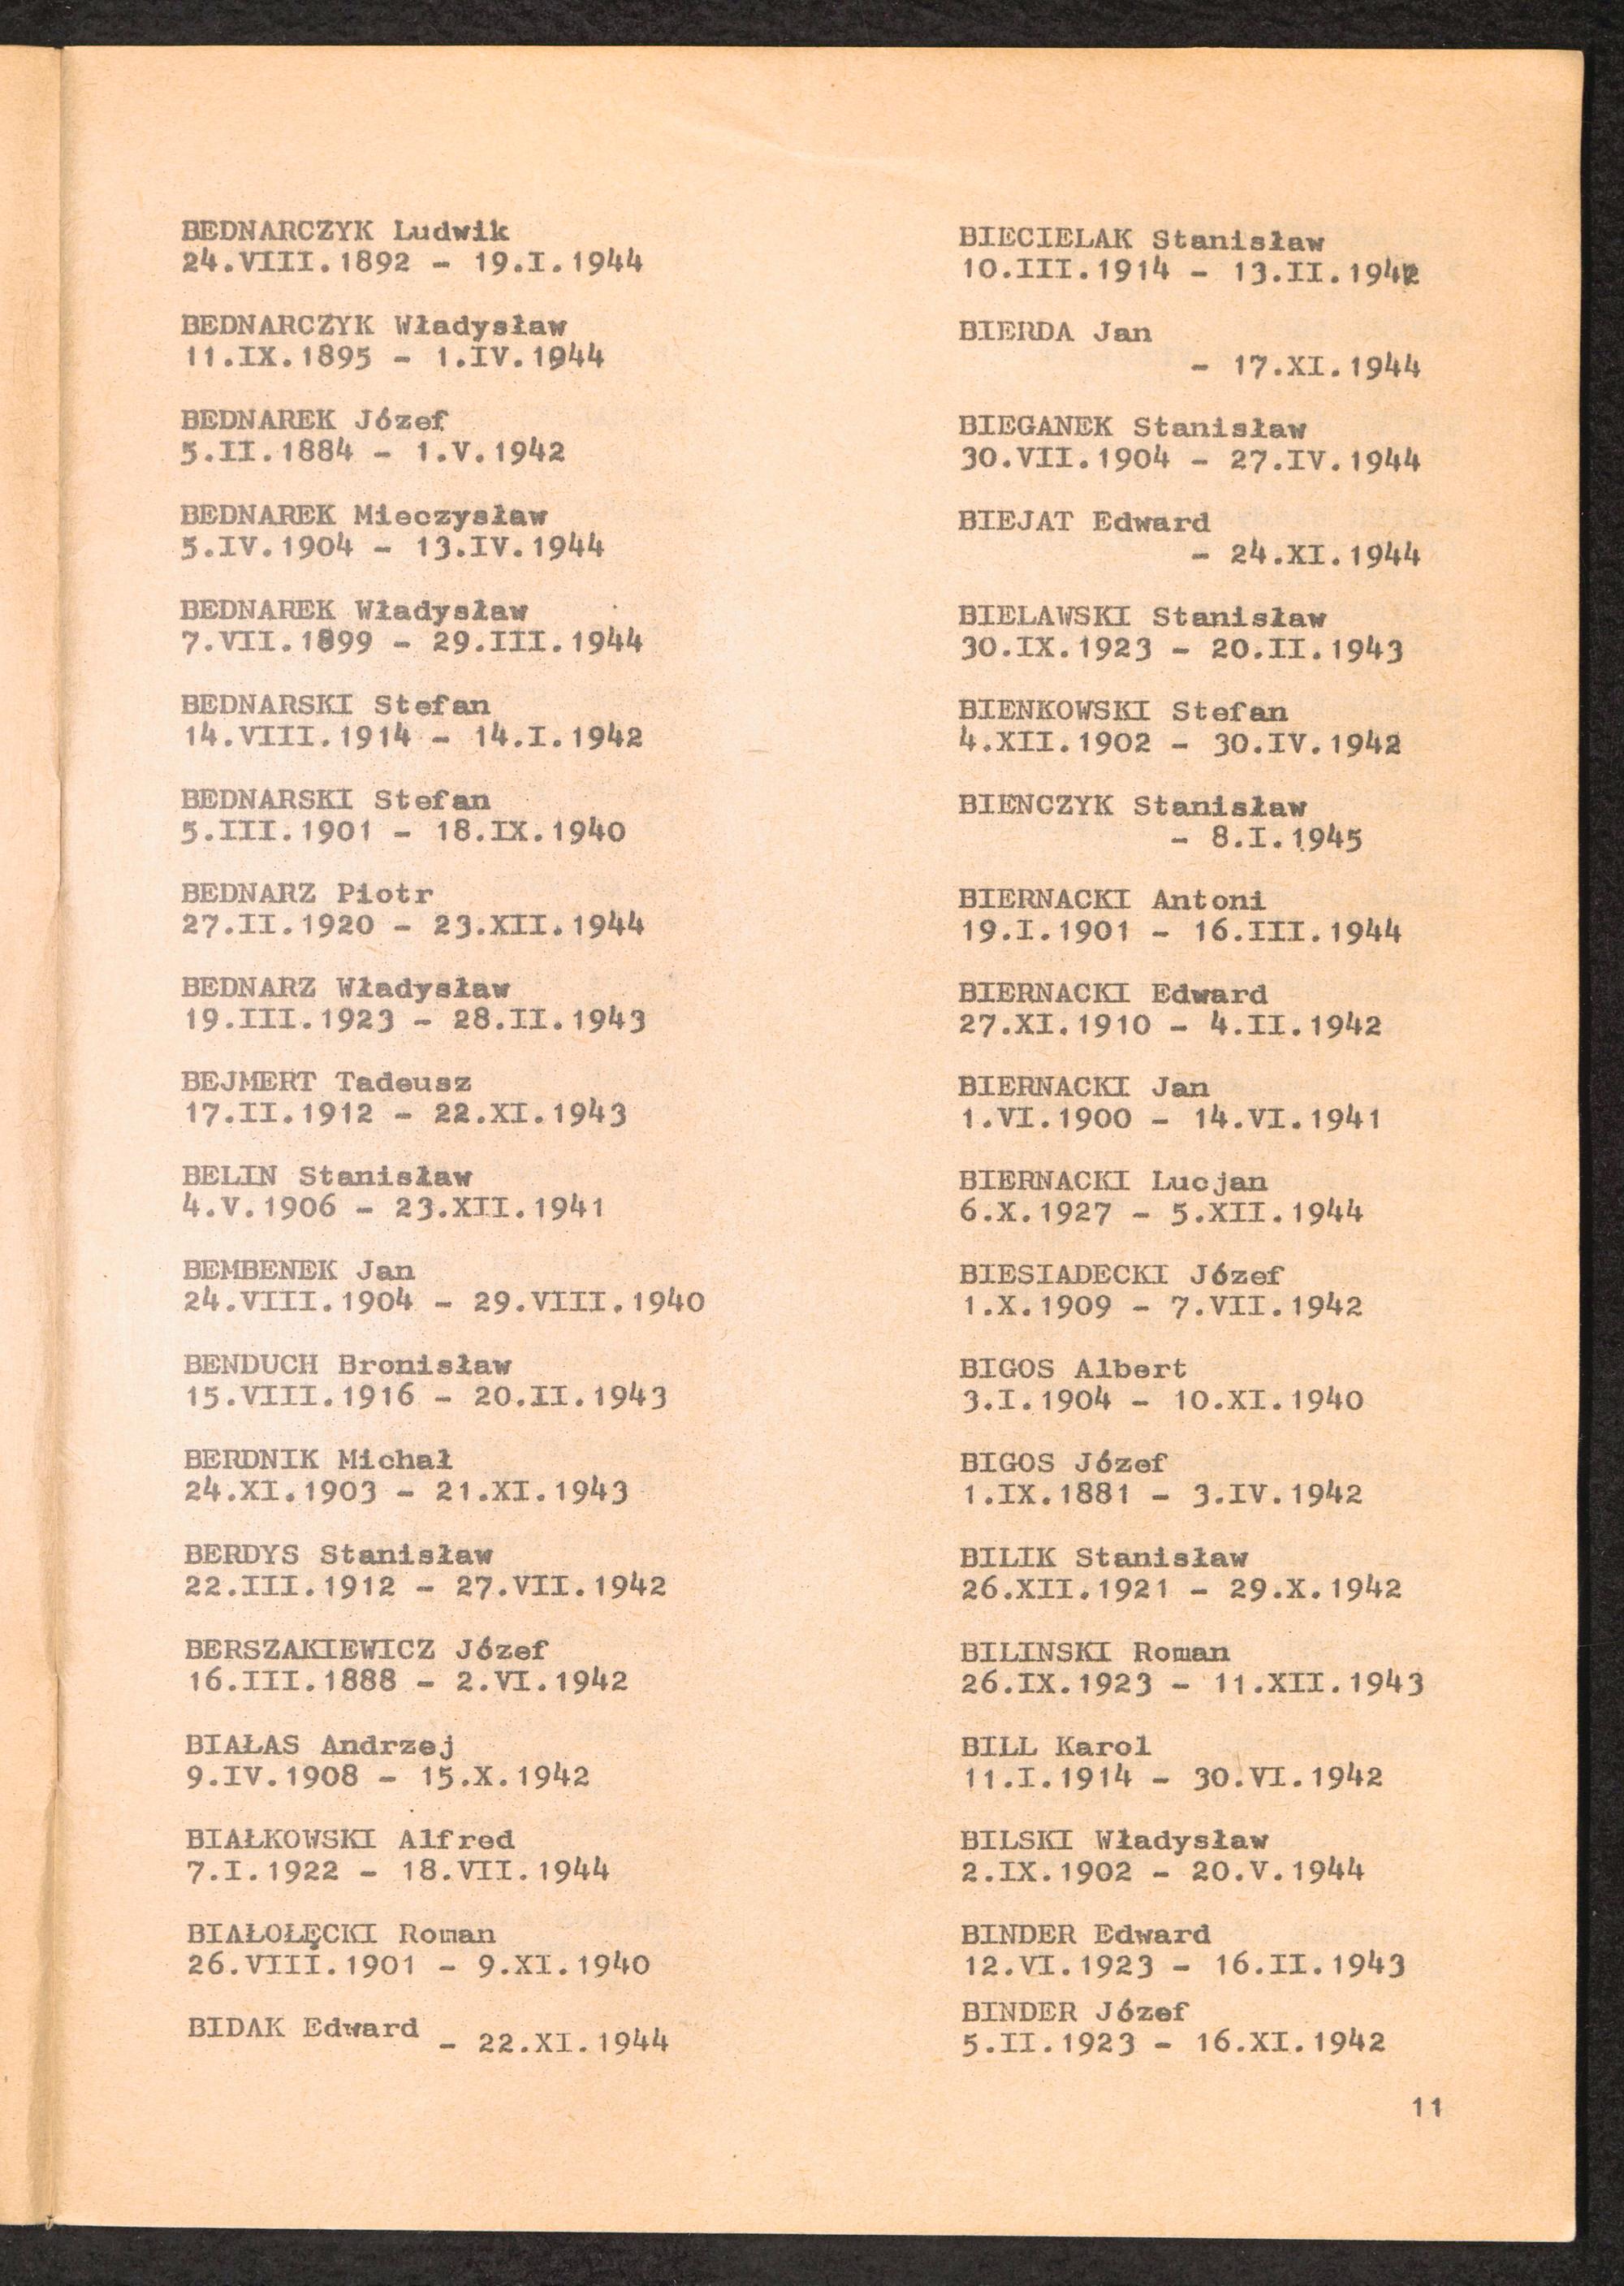 BEDNARCZYK Ludwik
24.VIII.1892 - 19.I.1944
BEDNARCZYK Władysław
11.IX.1895 - 1.IV.1944
BEDNAREK Józef
5.II.1884 - 1.V.1942
BEDNAREK Mieczysław
5.IV.1904 - 13.IV.1944
BEDNAREK Władysław
7.VII.1899 - 29.III.1944
BEDNARSKI Stefan
14.VIII.1914 - 14.I.1942
BEDNARSKI Stefan
5.III.1901 - 18.IX.1940
BEDNARZ Piotr
27.II.1920 - 23.XII.1944
BEDNARZ Władysław
19.III.1923 - 28.II.1943
BEJMERT Tadeusz
17.II.1912 - 22.XI.1943
BELIN Stanisław
4.V.1906 - 23.XII.1941
BEMBENEK Jan
24.VIII.1904 - 29.VIII.1940
BENDUCH Bronisław
15.VIII.1916 - 20.II.1943
BERDNIK Michał
24.XI.1903 - 21.XI.1943
BERDYS Stanisław
22.III.1912 - 27.VII.1942
BERSZAKIEWICZ Józef
16.III.1888 - 2.VI.1942
BIAŁAS Andrzej
9.IV.1908 - 15.X.1942
BIAŁKOWSKI Alfred
7.I.1922 - 18.VII.1944
BIAŁOŁĘCKI Roman
26.VIII.1901 - 9.XI.1940
BIDAK Edward - 22.XI.1944
BIECIELAK Stanisław
10.III.1914 - 13.II.1942
BIERDA Jan
- 17.XI.1944
BIEGANEK Stanisław
30.VII.1904 - 27.IV.1944
BIEJAT Edward
- 24.XI.1944
BIELAWSKI Stanisław
30.IX.1923 - 20.II.1943
BIENKOWSKI Stefan
4.XII.1902 - 30.IV.1942
BIENCZYK Stanisław
- 8.I.1945
BIERNACKI Antoni
19.I.1901 - 16.III.1944
BIERNACKI Edward
27.XI.1910 - 4.II.1942
BIERNACKI Jan
1.VI.1900 - 14.VI.1941
BIERNACKI Lucjan
6.X.1927 - 5.XII.1944
BIESIADECKI Józef
1.X.1909 - 7.VII.1942
BIGOS Albert
3.I.1904 - 10.XI.1940
BIGOS Józef
1.IX.1881 - 3.IV.1942
BILIK Stanisław
26.XII.1921 - 29.X.1942
BILINSKI Roman
26.IX.1923 - 11.XII.1943
BILL Karol
11.I.1914 - 30.VI.1942
BILSKI Władysław
2.IX.1902 - 20.V.1944
BINDER Edward
12.VI.1923 - 16.II.1943
BINDER Józef
5.II.1923 - 16.XI.1942
11